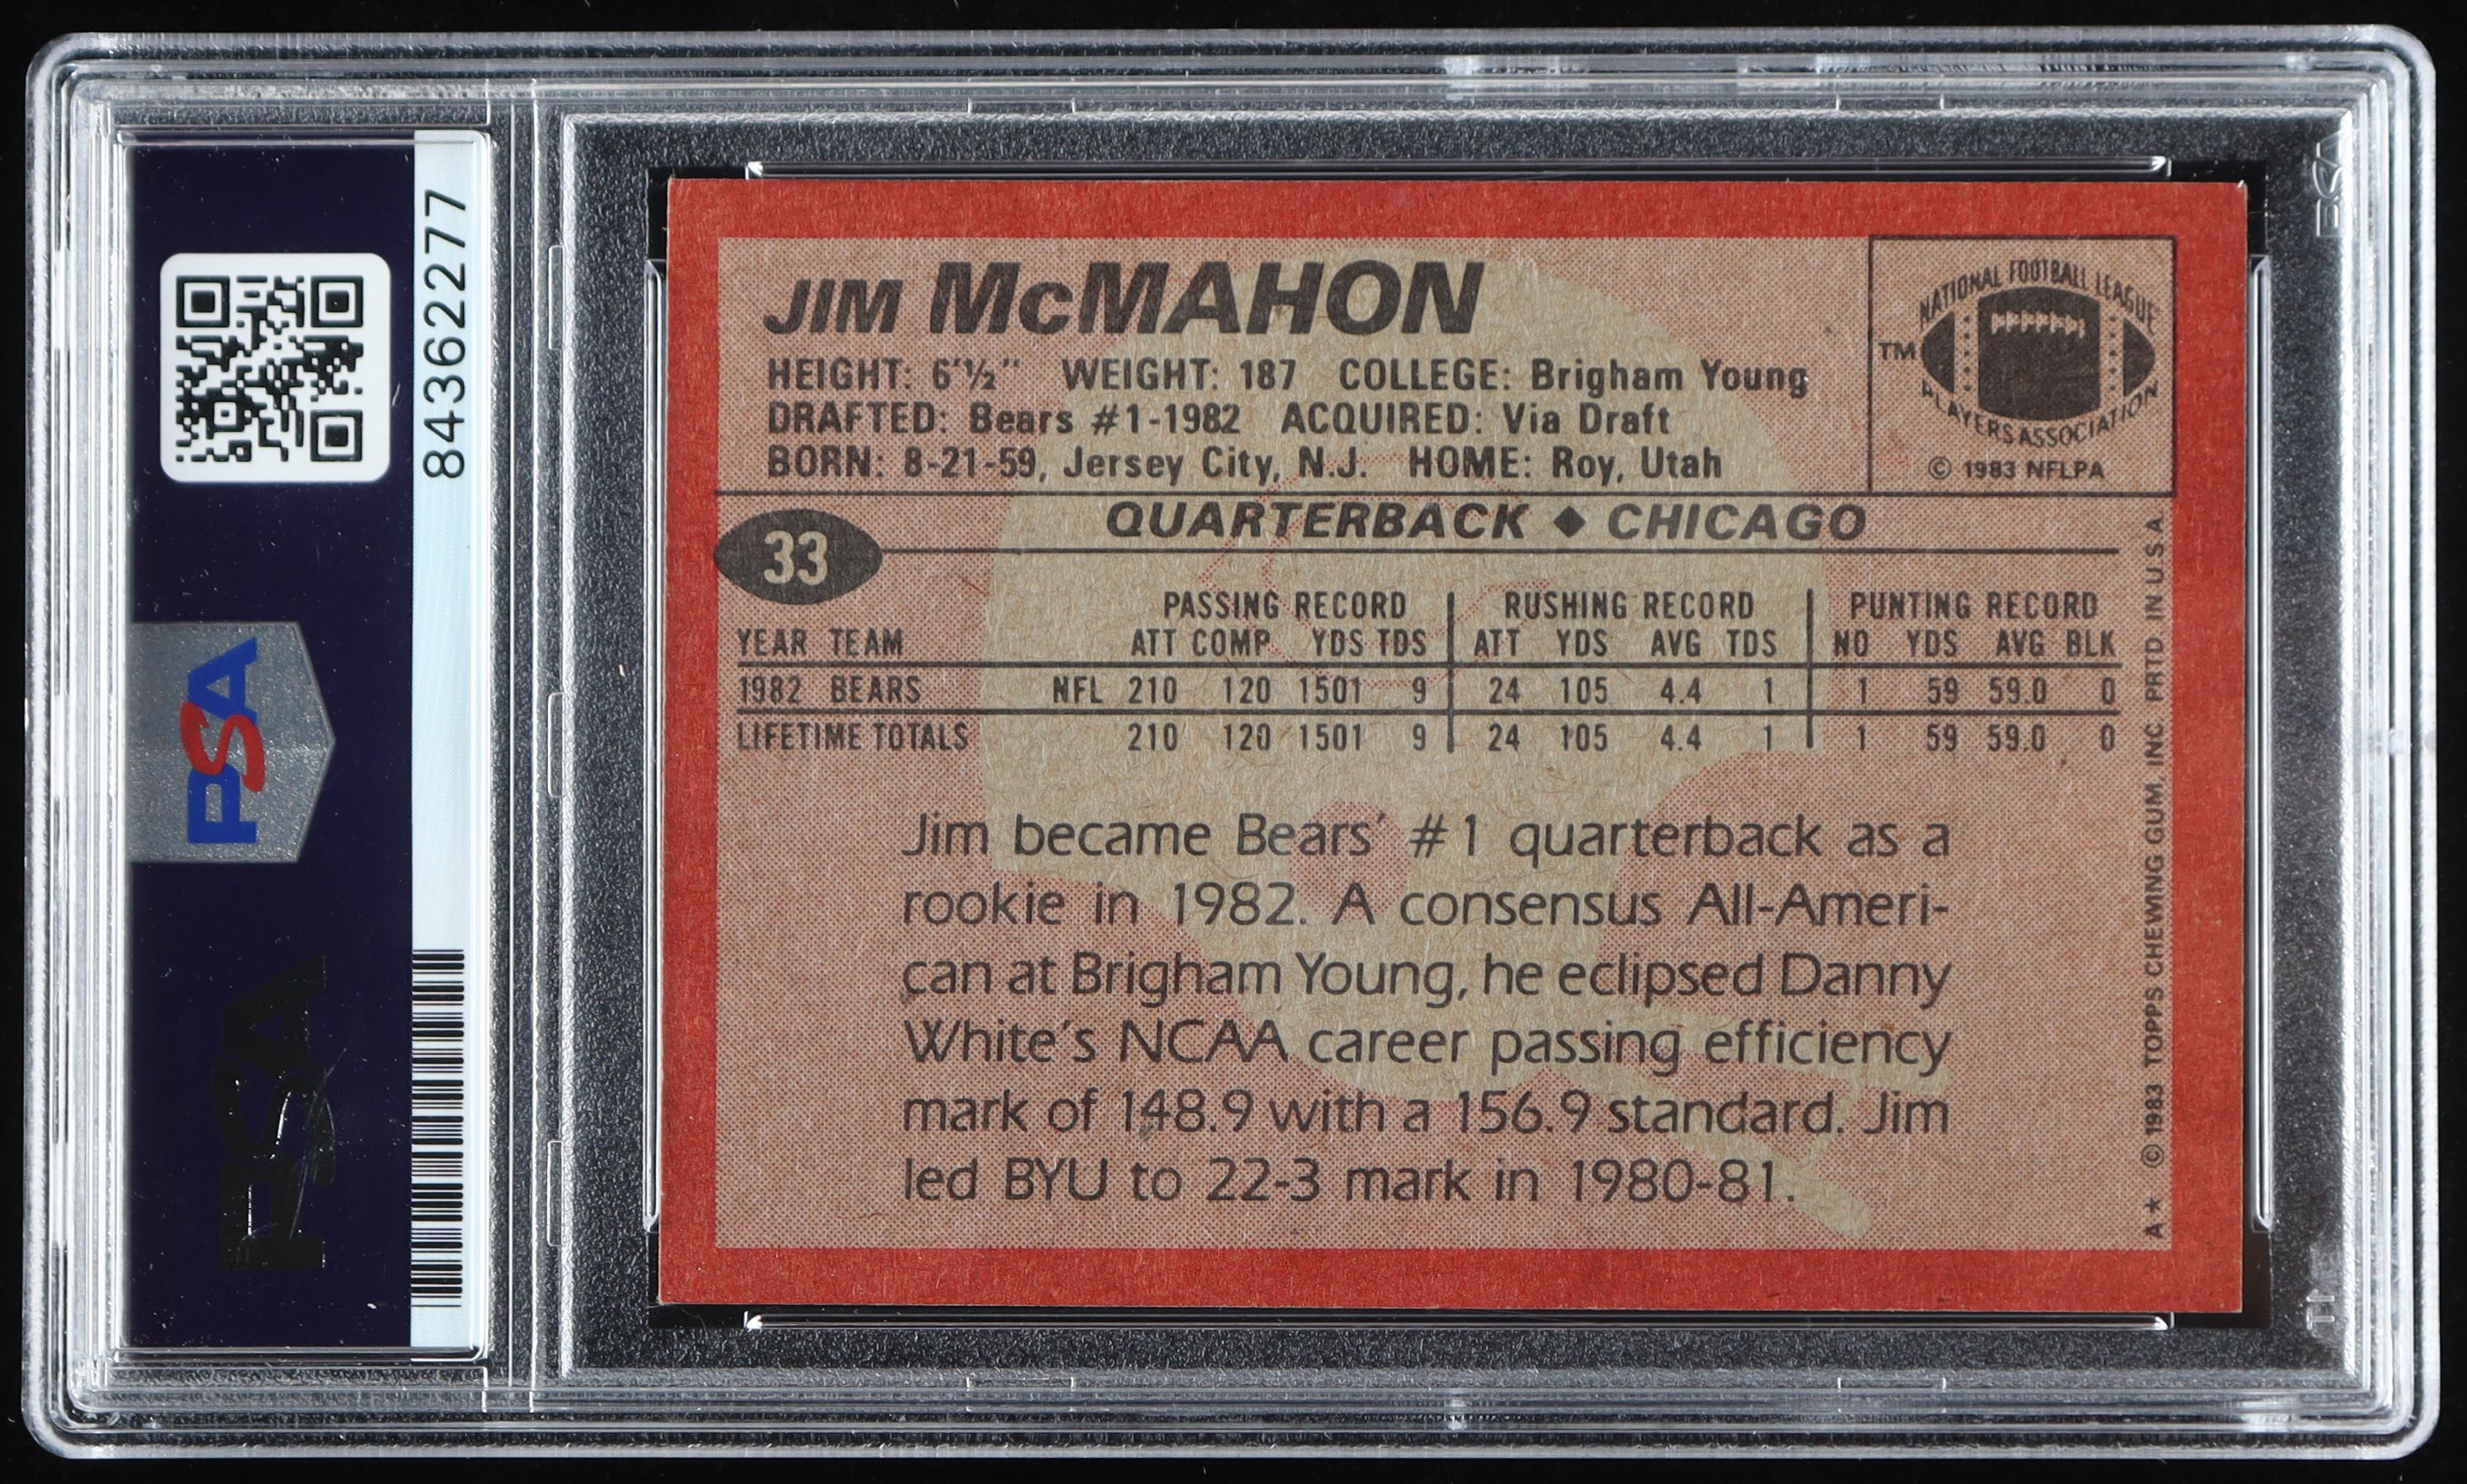 84362277
PSA
PSA
JIM McMAHON
HEIGHT: 6'½" WEIGHT: 187 COLLEGE: Brigham Young
DRAFTED: Bears #1-1982 ACQUIRED: Via Draft
BORN: 8-21-59, Jersey City, N.J. HOME: Roy, Utah
NATIONAL FOOTBALL LEAGUE
TM
PLAYERS ASSOCIATION
© 1983 NFLPA
33
QUARTERBACK ◆ CHICAGO
PASSING RECORD RUSHING RECORD PUNTING RECORD
YEAR TEAM ATT COMP YDS TDS ATT YDS AVG TDS NO YDS AVG BLK
1982 BEARS NFL 210 120 1501 9 24 105 4.4 1 1 59 59.0 0
LIFETIME TOTALS 210 120 1501 9 24 105 4.4 1 1 59 59.0 0
Jim became Bears' #1 quarterback as a
rookie in 1982. A consensus All-Ameri-
can at Brigham Young, he eclipsed Danny
White's NCAA career passing efficiency
mark of 148.9 with a 156.9 standard. Jim
led BYU to 22-3 mark in 1980-81.
A★ © 1983 TOPPS CHEWING GUM, INC PRTD IN U.S.A.
PSA